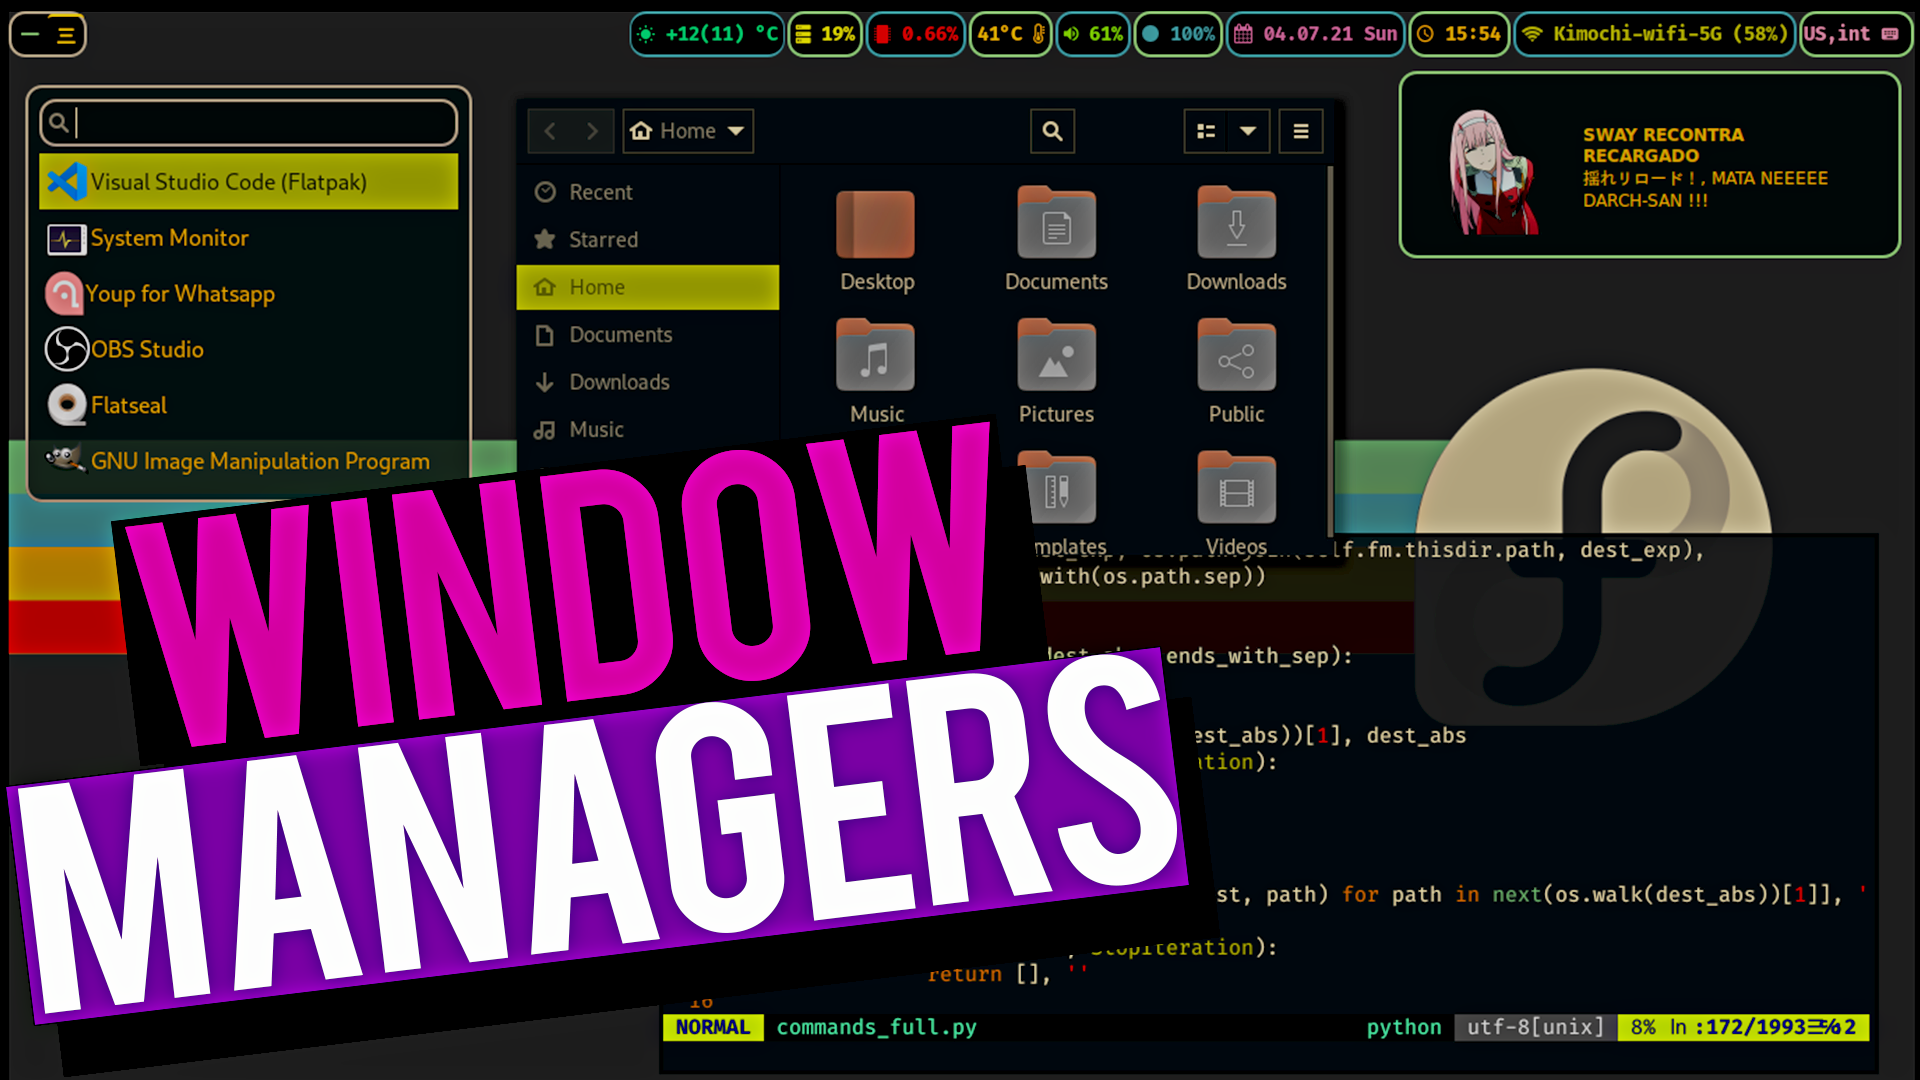 +12(11) °C 19% 0.66% 41°C 61% 100% 04.07.21 Sun 15:54 Kimochi-wifi-5G (58%) US,int
Visual Studio Code (Flatpak)
System Monitor
Youp for Whatsapp
OBS Studio
Flatseal
GNU Image Manipulation Program
Home
Recent
Starred
Home
Documents
Downloads
Music
Desktop Documents Downloads
Music Pictures Public
mplates Videos
SWAY RECONTRA
RECARGADO
揺れリロード！, MATA NEEEEE
DARCH-SAN !!!
WINDOW
MANAGERS
lf.fm.thisdir.path, dest_exp),
with(os.path.sep))
ends_with_sep):
est_abs))[1], dest_abs
ation):
st, path) for path in next(os.walk(dest_abs))[1]], '
StopIteration):
return [], ''
16
NORMAL commands_full.py python utf-8[unix] 8% ln :172/1993